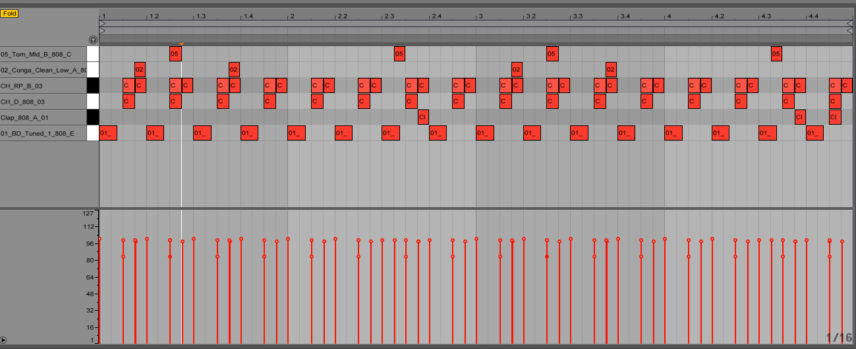 Fold
1 1.2 1.3 1.4 2 2.2 2.3 2.4 3 3.2 3.3 3.4 4 4.2 4.3 4.4
05_Tom_Mid_B_808_C 05 05 05 05
02_Conga_Clean_Low_A_80 02 02 02 02
CH_RP_B_03 C C C C C C C C C C C C C C C C C C C C C C C C C C C C C C C C
CH_D_808_03 C C C C C C C C C C C C C C C C
Clap_808_A_01 Cl Cl Cl
01_BD_Tuned_1_808_E 01_ 01_ 01_ 01_ 01_ 01_ 01_ 01_ 01_ 01_ 01_ 01_ 01_ 01_ 01_ 01_
127
112
96
80
64
48
32
16
1
1/16